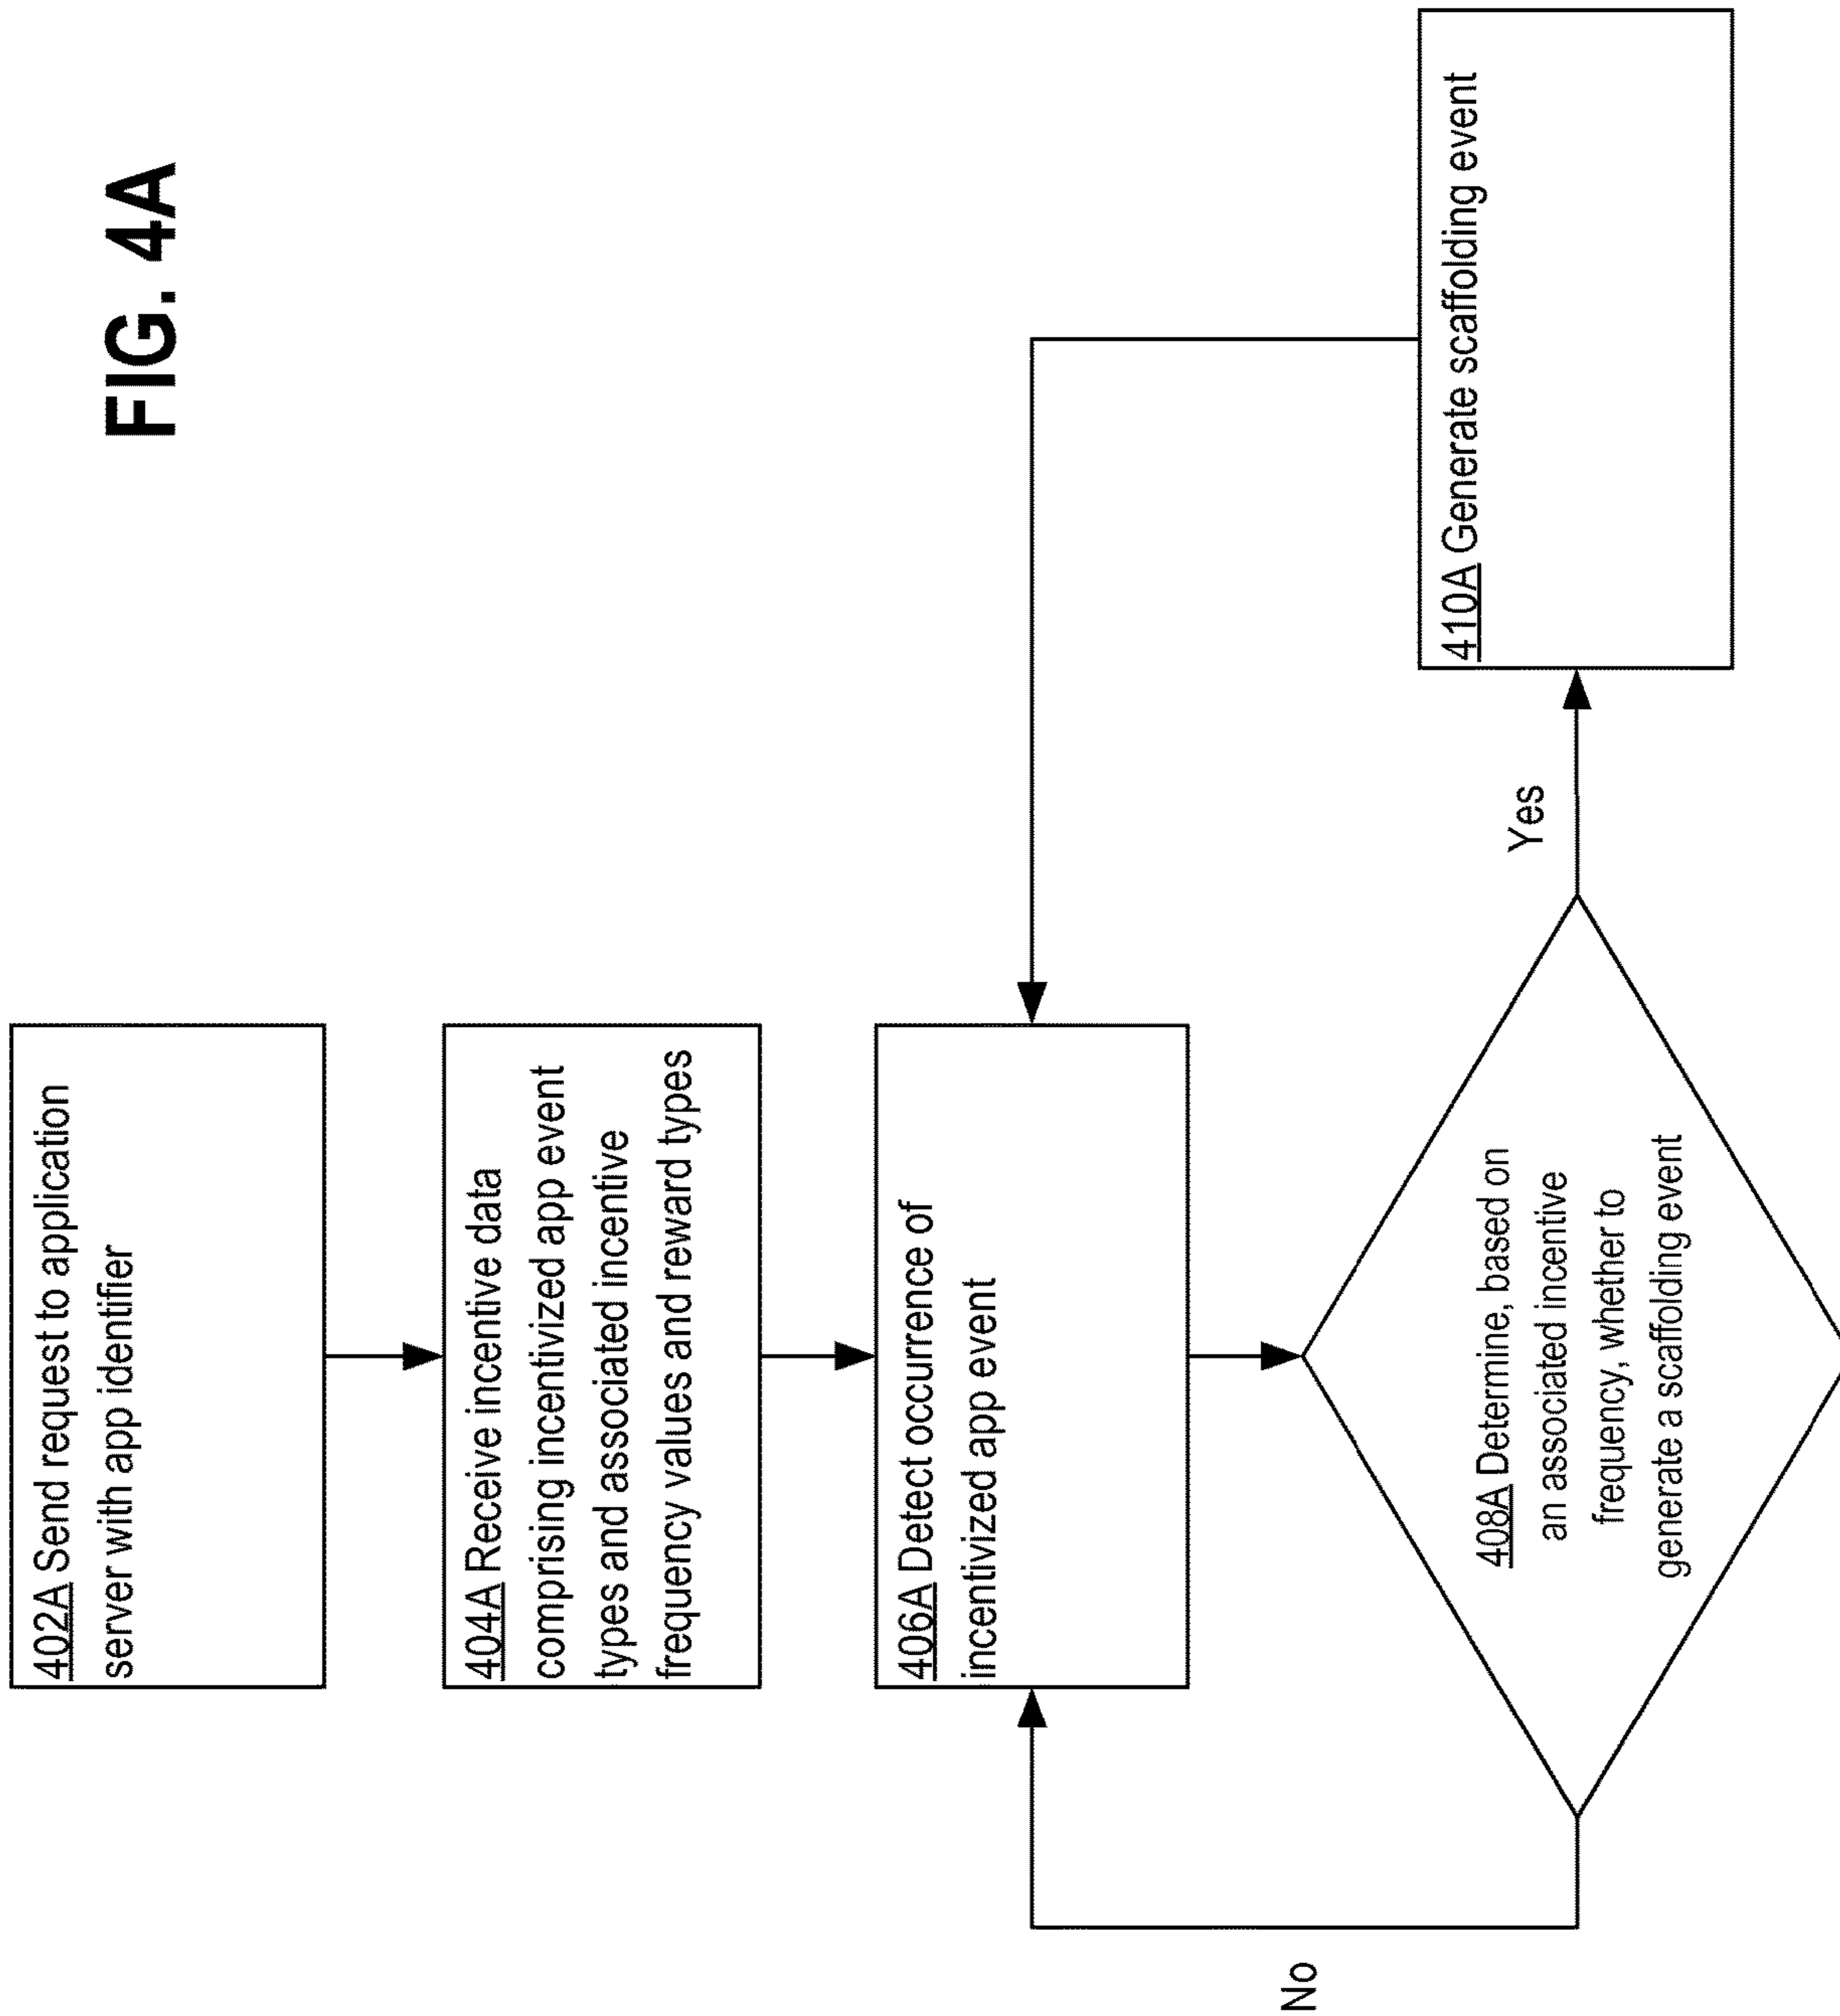 FIG. 4A
402A Send request to application
server with app identifier
404A Receive incentive data
comprising incentivized app event
types and associated incentive
frequency values and reward types
406A Detect occurrence of
incentivized app event
408A Determine, based on
an associated incentive
frequency, whether to
generate a scaffolding event
No
Yes
410A Generate scaffolding event